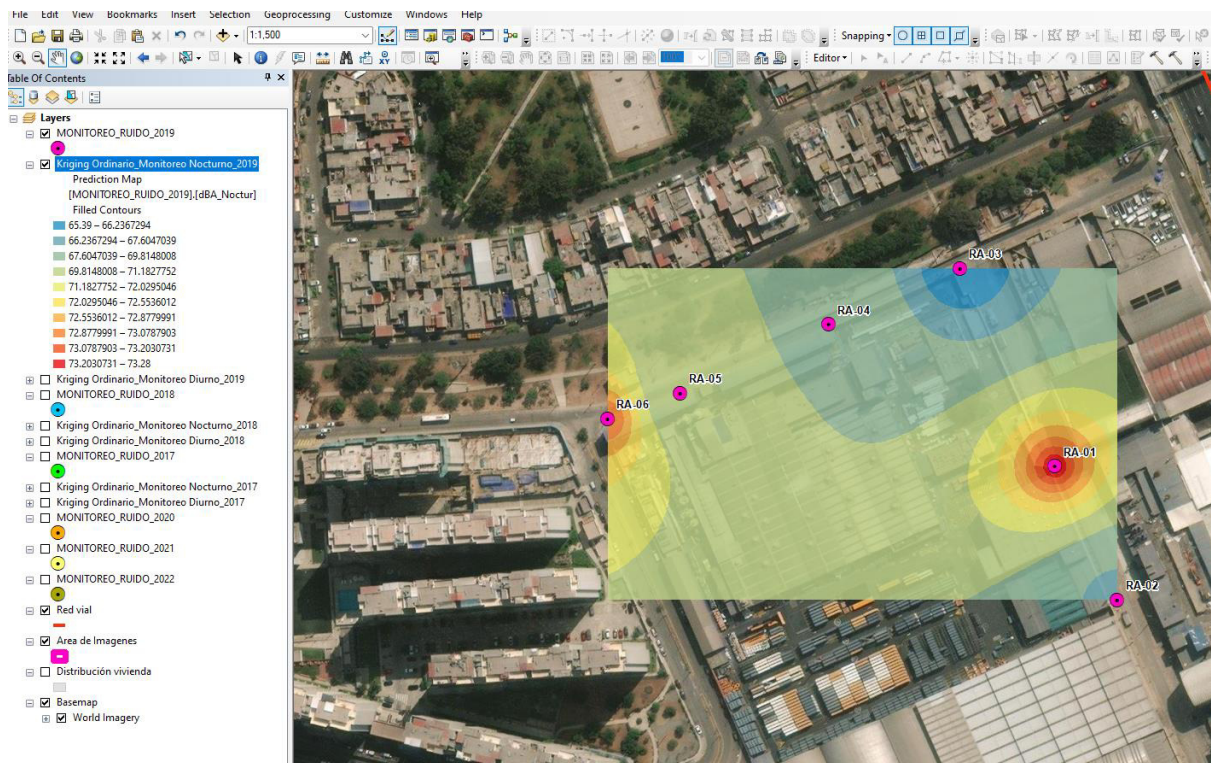 File Edit View Bookmarks Insert Selection Geoprocessing Customize Windows Help
1:1,500
Snapping
Editor
Table Of Contents
Layers
MONITOREO_RUIDO_2019
Kriging Ordinario_Monitoreo Nocturno_2019
Prediction Map
[MONITOREO_RUIDO_2019].[dBA_Noctur]
Filled Contours
65.39 – 66.2367294
66.2367294 – 67.6047039
67.6047039 – 69.8148008
69.8148008 – 71.1827752
71.1827752 – 72.0295046
72.0295046 – 72.5536012
72.5536012 – 72.8779991
72.8779991 – 73.0787903
73.0787903 – 73.2030731
73.2030731 – 73.28
Kriging Ordinario_Monitoreo Diurno_2019
MONITOREO_RUIDO_2018
Kriging Ordinario_Monitoreo Nocturno_2018
Kriging Ordinario_Monitoreo Diurno_2018
MONITOREO_RUIDO_2017
Kriging Ordinario_Monitoreo Nocturno_2017
Kriging Ordinario_Monitoreo Diurno_2017
MONITOREO_RUIDO_2020
MONITOREO_RUIDO_2021
MONITOREO_RUIDO_2022
Red vial
Area de Imagenes
Distribución vivienda
Basemap
World Imagery
RA-03
RA-04
RA-05
RA-06
RA-01
RA-02